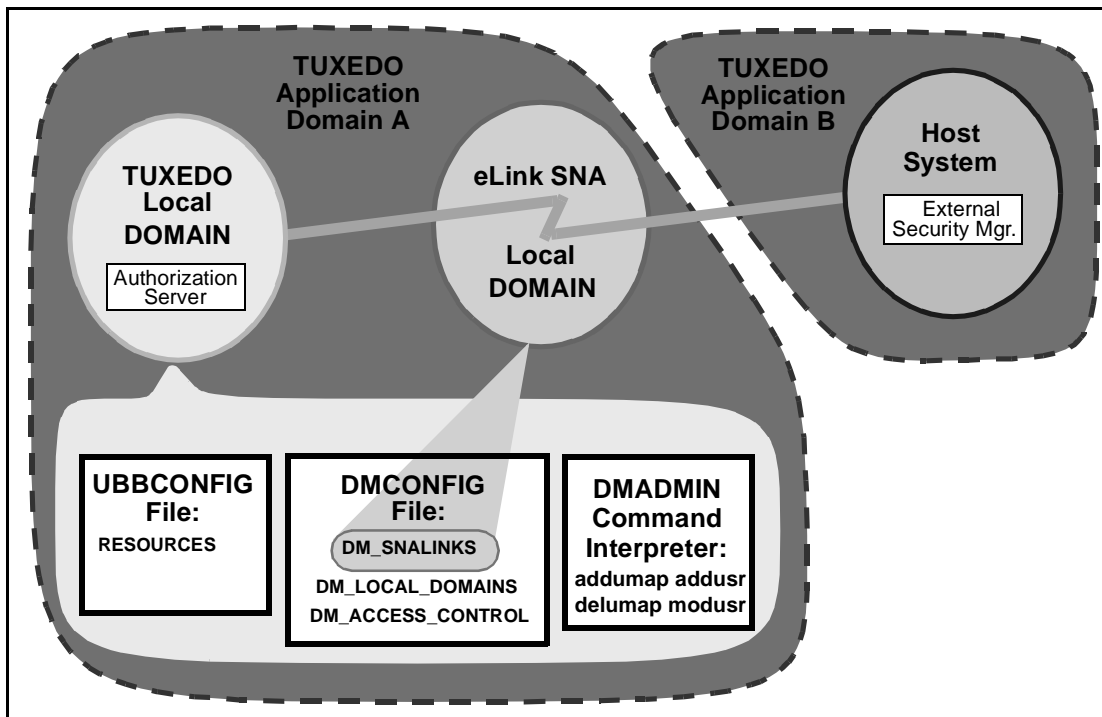 TUXEDO
Application
Domain A
TUXEDO
Application
Domain B
TUXEDO
Local
DOMAIN
Authorization
Server
eLink SNA
Local
DOMAIN
Host
System
External
Security Mgr.
UBBCONFIG
File:
RESOURCES
DMCONFIG
File:
DM_SNALINKS
DM_LOCAL_DOMAINS
DM_ACCESS_CONTROL
DMADMIN
Command
Interpreter:
addumap addusr
delumap modusr